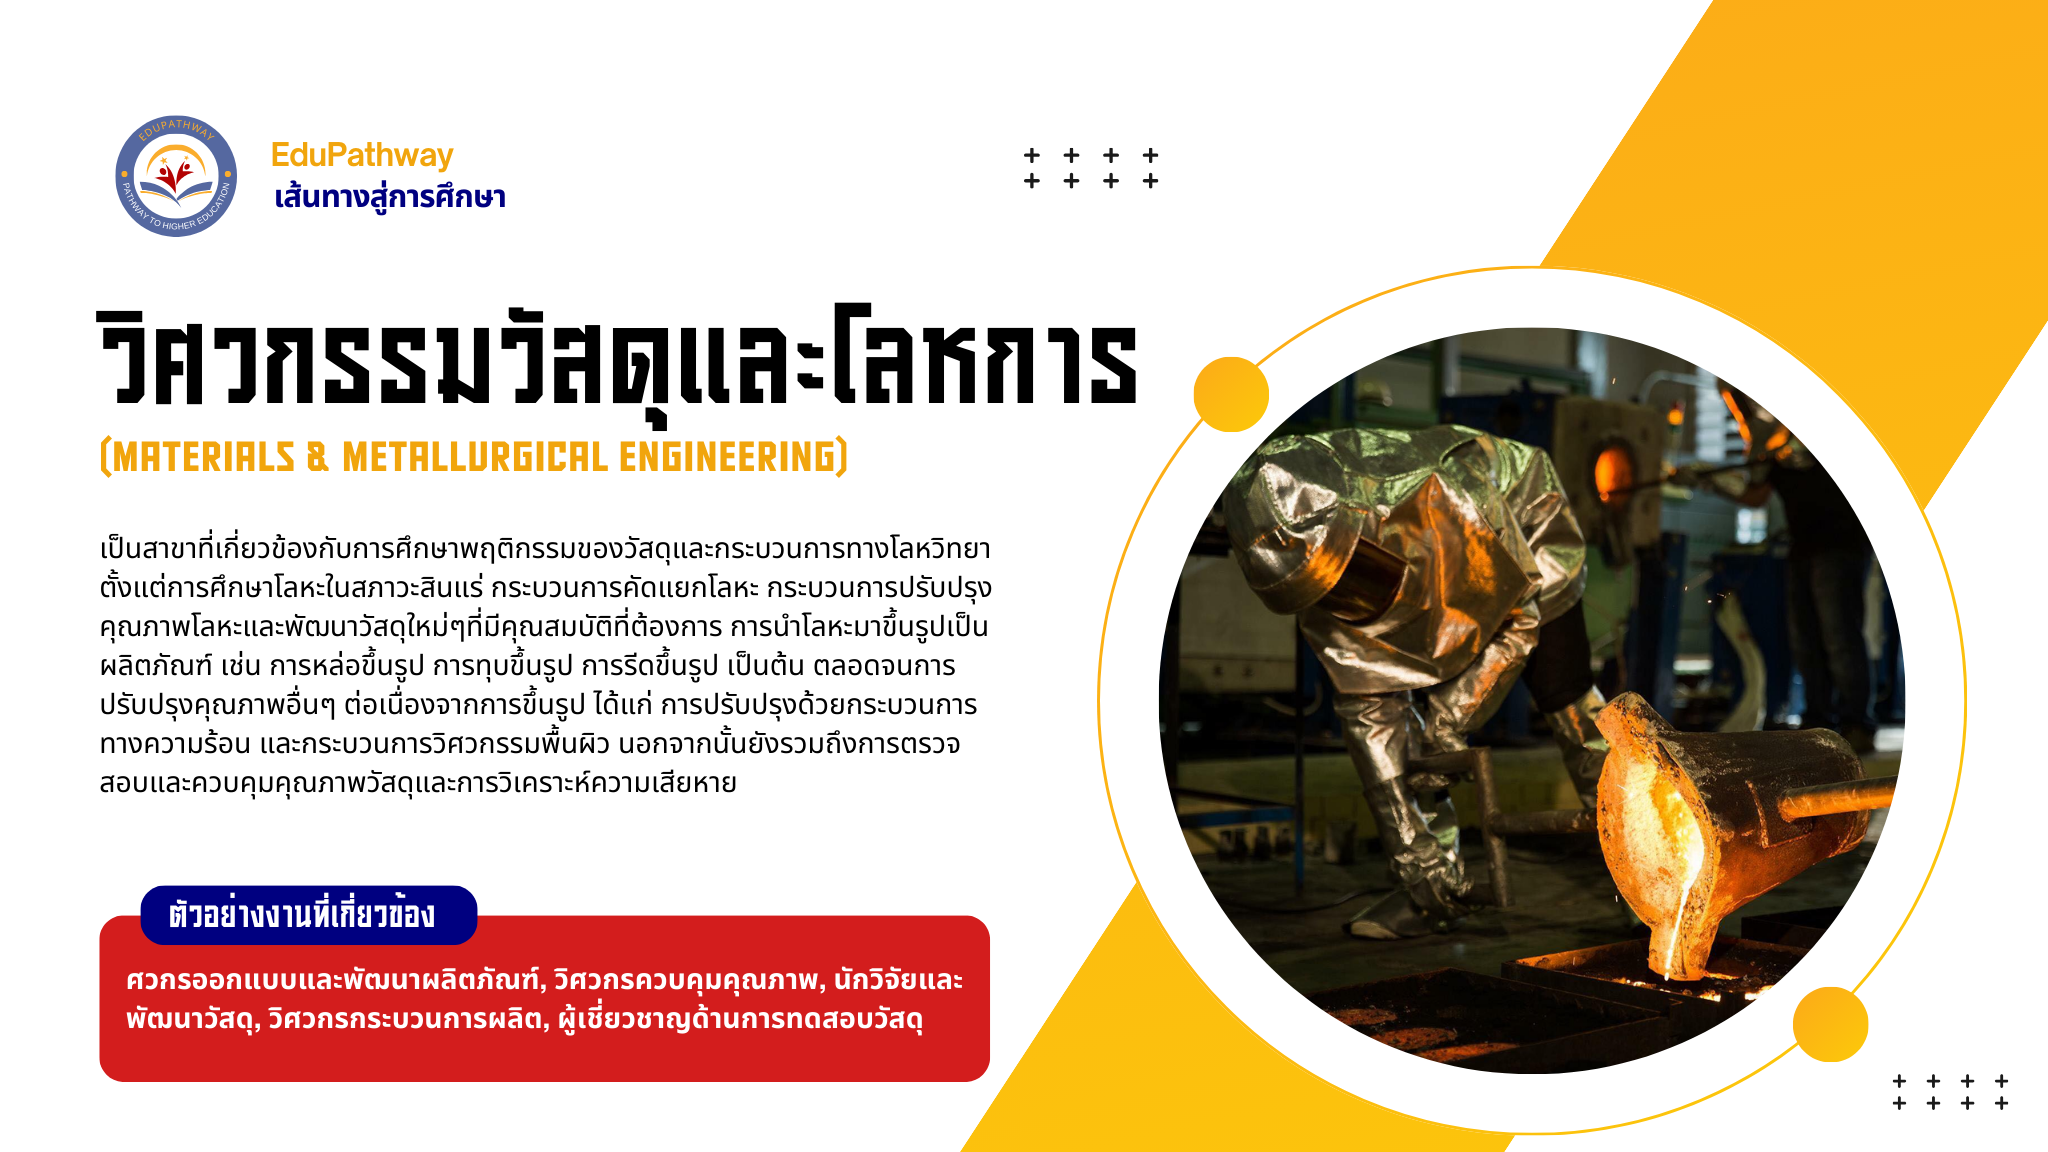 EDUPATHWAY
PATHWAY TO HIGHER EDUCATION
EduPathway
เส้นทางสู่การศึกษา
วิศวกรรมวัสดุและโลหการ
(MATERIALS & METALLURGICAL ENGINEERING)
เป็นสาขาที่เกี่ยวข้องกับการศึกษาพฤติกรรมของวัสดุและกระบวนการทางโลหวิทยา
ตั้งแต่การศึกษาโลหะในสภาวะสินแร่ กระบวนการคัดแยกโลหะ กระบวนการปรับปรุง
คุณภาพโลหะและพัฒนาวัสดุใหม่ๆที่มีคุณสมบัติที่ต้องการ การนำโลหะมาขึ้นรูปเป็น
ผลิตภัณฑ์ เช่น การหล่อขึ้นรูป การทุบขึ้นรูป การรีดขึ้นรูป เป็นต้น ตลอดจนการ
ปรับปรุงคุณภาพอื่นๆ ต่อเนื่องจากการขึ้นรูป ได้แก่ การปรับปรุงด้วยกระบวนการ
ทางความร้อน และกระบวนการวิศวกรรมพื้นผิว นอกจากนั้นยังรวมถึงการตรวจ
สอบและควบคุมคุณภาพวัสดุและการวิเคราะห์ความเสียหาย
ตัวอย่างงานที่เกี่ยวข้อง
ศวกรออกแบบและพัฒนาผลิตภัณฑ์, วิศวกรควบคุมคุณภาพ, นักวิจัยและ
พัฒนาวัสดุ, วิศวกรกระบวนการผลิต, ผู้เชี่ยวชาญด้านการทดสอบวัสดุ